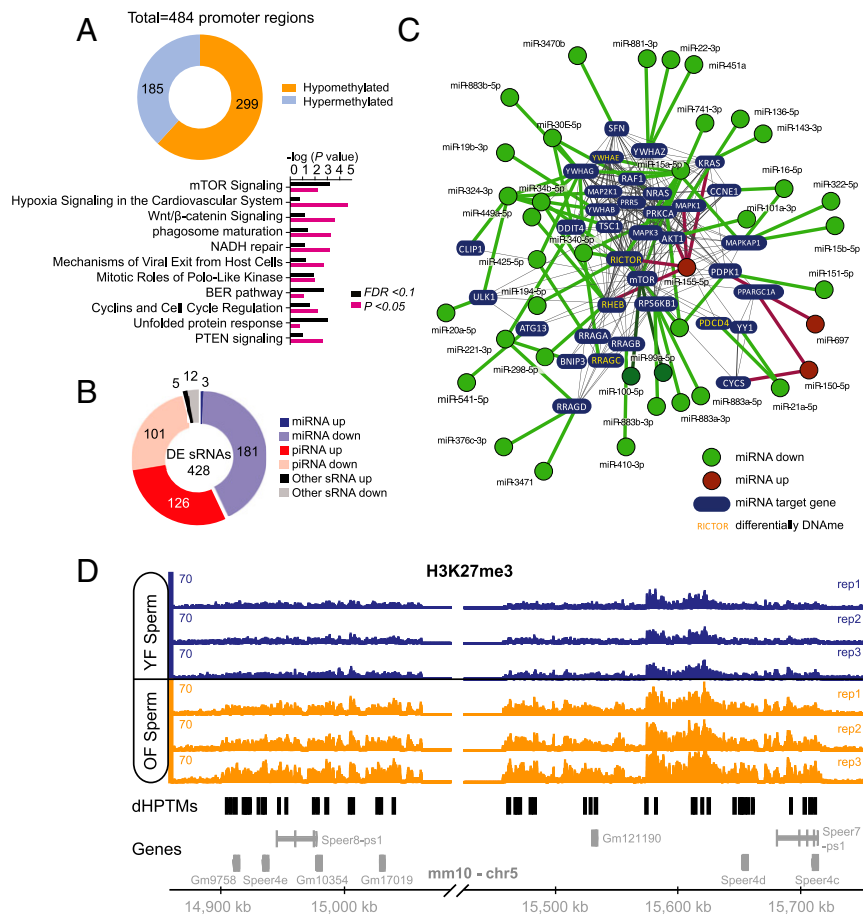 A
Total=484 promoter regions
185
299
Hypomethylated
Hypermethylated
-log (P value)
0 1 2 3 4 5
mTOR Signaling
Hypoxia Signaling in the Cardiovascular System
Wnt/β-catenin Signaling
phagosome maturation
NADH repair
Mechanisms of Viral Exit from Host Cells
Mitotic Roles of Polo-Like Kinase
BER pathway
Cyclins and Cell Cycle Regulation
Unfolded protein response
PTEN signaling
FDR <0.1
P <0.05
B
5
12
3
101
181
126
DE sRNAs
428
miRNA up
miRNA down
piRNA up
piRNA down
Other sRNA up
Other sRNA down
C
miR-3470b
miR-881-3p
miR-22-3p
miR-451a
miR-883b-5p
miR-741-3p
miR-136-5p
miR-30E-5p
SFN
miR-143-3p
miR-19b-3p
YWHAE
YWHAZ
miR-15a-5p
KRAS
YWHAG
RAF1
miR-16-5p
miR-324-3p
miR-34b-5p
MAP2K1
NRAS
CCNE1
miR-322-5p
YWHAB
PRR5
MAPK1
miR-449a-5p
PRKCA
miR-101a-3p
DDIT4
TSC1
MAPK3
AKT1
MAPKAP1
CLIP1
miR-340-5p
miR-15b-5p
miR-425-5p
RICTOR
miR-155-5p
PDPK1
miR-151-5p
ULK1
miR-194-5p
mTOR
PPARGC1A
RHEB
RPS6KB1
miR-20a-5p
ATG13
PDCD4
YY1
miR-697
miR-221-3p
RRAGA
RRAGB
miR-298-5p
BNIP3
RRAGC
miR-99a-5p
CYCS
miR-150-5p
miR-541-5p
miR-100-5p
RRAGD
miR-883a-5p
miR-21a-5p
miR-883b-3p
miR-883a-3p
miR-376c-3p
miR-410-3p
miR-3471
miRNA down
miRNA up
miRNA target gene
RICTOR differentially DNAme
D
H3K27me3
YF Sperm
70 rep1
70 rep2
70 rep3
OF Sperm
70 rep1
70 rep2
70 rep3
dHPTMs
Genes
Speer8-ps1
Gm121190
Speer7
-ps1
Gm9758 Speer4e Gm10354 Gm17019
mm10 - chr5
Speer4d Speer4c
14,900 kb 15,000 kb 15,500 kb 15,600 kb 15,700 kb